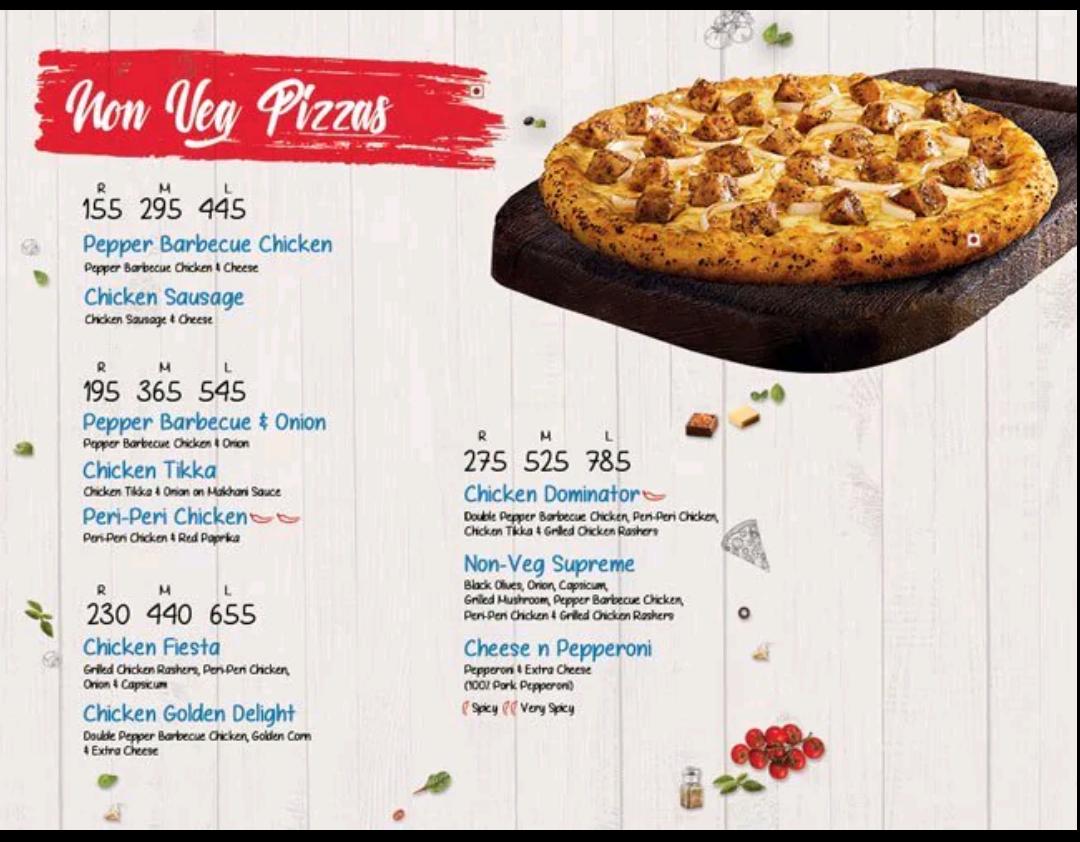 Non Veg Pizzas
R M L
155 295 445
Pepper Barbecue Chicken
Pepper Barbecue Chicken & Cheese
Chicken Sausage
Chicken Sausage & Cheese
R M L
195 365 545
Pepper Barbecue & Onion
Pepper Barbecue Chicken & Onion
Chicken Tikka
Chicken Tikka & Onion on Makhani Sauce
Peri-Peri Chicken
Peri-Peri Chicken & Red Paprika
R M L
230 440 655
Chicken Fiesta
Grilled Chicken Rashers, Peri-Peri Chicken,
Onion & Capsicum
Chicken Golden Delight
Double Pepper Barbecue Chicken, Golden Corn
& Extra Cheese
R M L
275 525 785
Chicken Dominator
Double Pepper Barbecue Chicken, Peri-Peri Chicken,
Chicken Tikka & Grilled Chicken Rashers
Non-Veg Supreme
Black Olives, Onion, Capsicum,
Grilled Mushroom, Pepper Barbecue Chicken,
Peri-Peri Chicken & Grilled Chicken Rashers
Cheese n Pepperoni
Pepperoni & Extra Cheese
(100% Pork Pepperoni)
Spicy Very Spicy